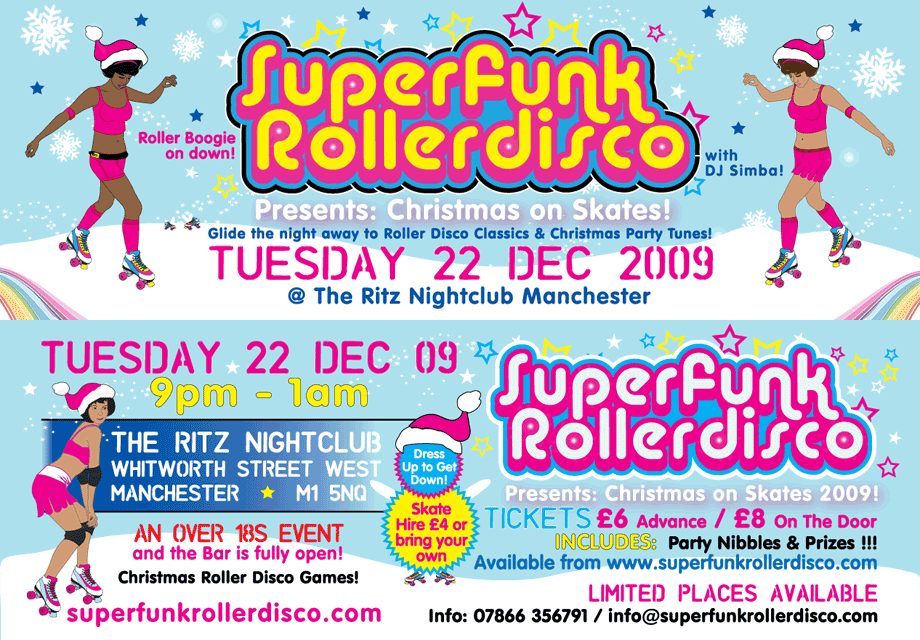 Superfunk
Rollerdisco
Roller Boogie
on down!
with
DJ Simba!
Presents: Christmas on Skates!
Glide the night away to Roller Disco Classics & Christmas Party Tunes!
TUESDAY 22 DEC 2009
@ The Ritz Nightclub Manchester
TUESDAY 22 DEC 09
9pm - 1am
THE RITZ NIGHTCLUB
WHITWORTH STREET WEST
MANCHESTER ★ M1 5NQ
AN OVER 18S EVENT
and the Bar is fully open!
Christmas Roller Disco Games!
superfunkrollerdisco.com
Dress
Up to Get
Down!
Skate
Hire £4 or
bring your
own
Superfunk
Rollerdisco
Presents: Christmas on Skates 2009!
TICKETS £6 Advance / £8 On The Door
INCLUDES: Party Nibbles & Prizes !!!
Available from www.superfunkrollerdisco.com
LIMITED PLACES AVAILABLE
Info: 07866 356791 / info@superfunkrollerdisco.com